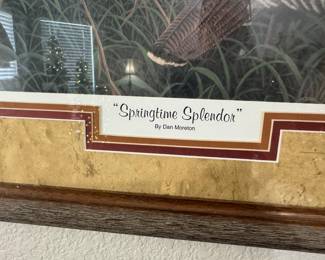 "Springtime Splendor"
By Dan Moreton